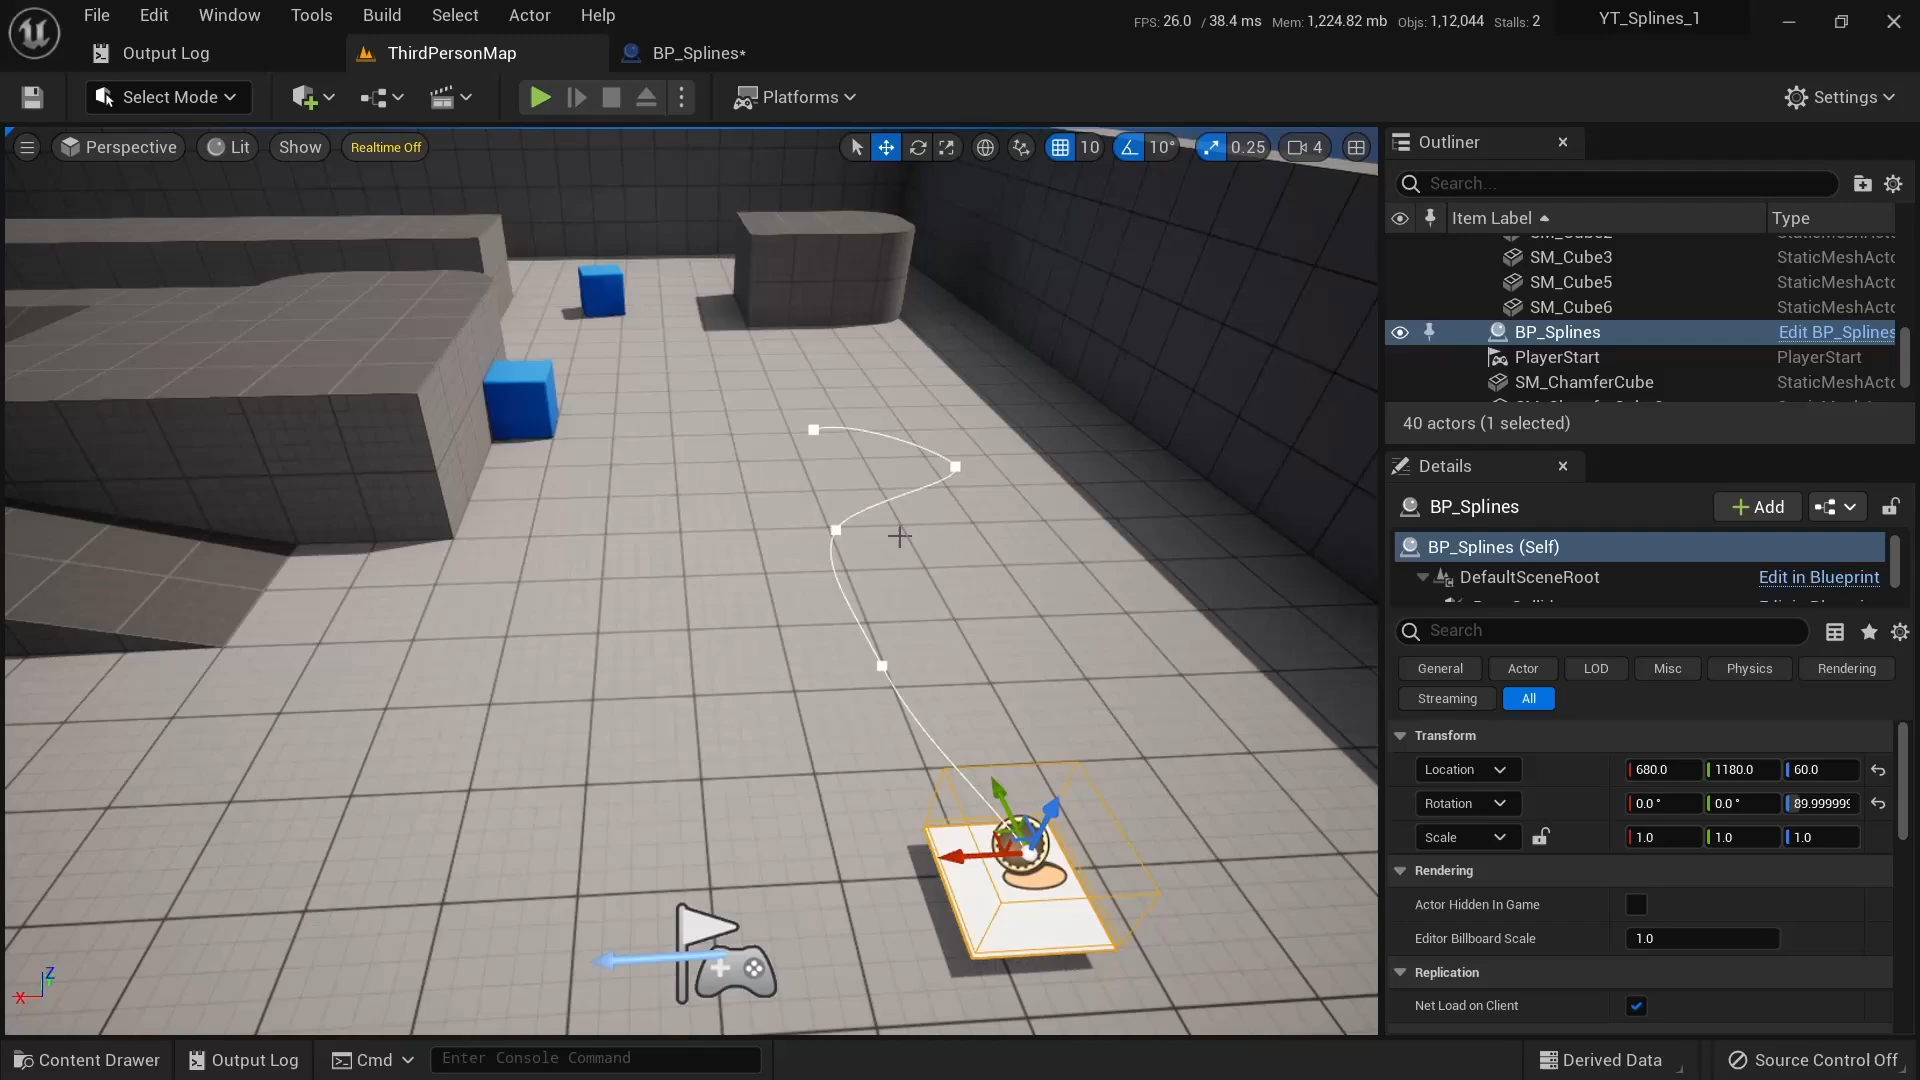 File Edit Window Tools Build Select Actor Help
FPS: 26.0 / 38.4 ms Mem: 1,224.82 mb Objs: 1,12,044 Stalls: 2
YT_Splines_1
Output Log
ThirdPersonMap
BP_Splines*
Select Mode
Platforms
Settings
Perspective
Lit
Show
Realtime Off
10
10°
0.25
4
Outliner
Search...
Item Label Type
SM_Cube3 StaticMeshActo
SM_Cube5 StaticMeshActo
SM_Cube6 StaticMeshActo
BP_Splines Edit BP_Splines
PlayerStart PlayerStart
SM_ChamferCube StaticMeshActo
40 actors (1 selected)
Details
BP_Splines
Add
BP_Splines (Self)
DefaultSceneRoot Edit in Blueprint
Search
General Actor LOD Misc Physics Rendering
Streaming All
Transform
Location 680.0 1180.0 60.0
Rotation 0.0 ° 0.0 ° 89.999999
Scale 1.0 1.0 1.0
Rendering
Actor Hidden In Game
Editor Billboard Scale 1.0
Replication
Net Load on Client
Z
X
Content Drawer
Output Log
Cmd
Enter Console Command
Derived Data
Source Control Off